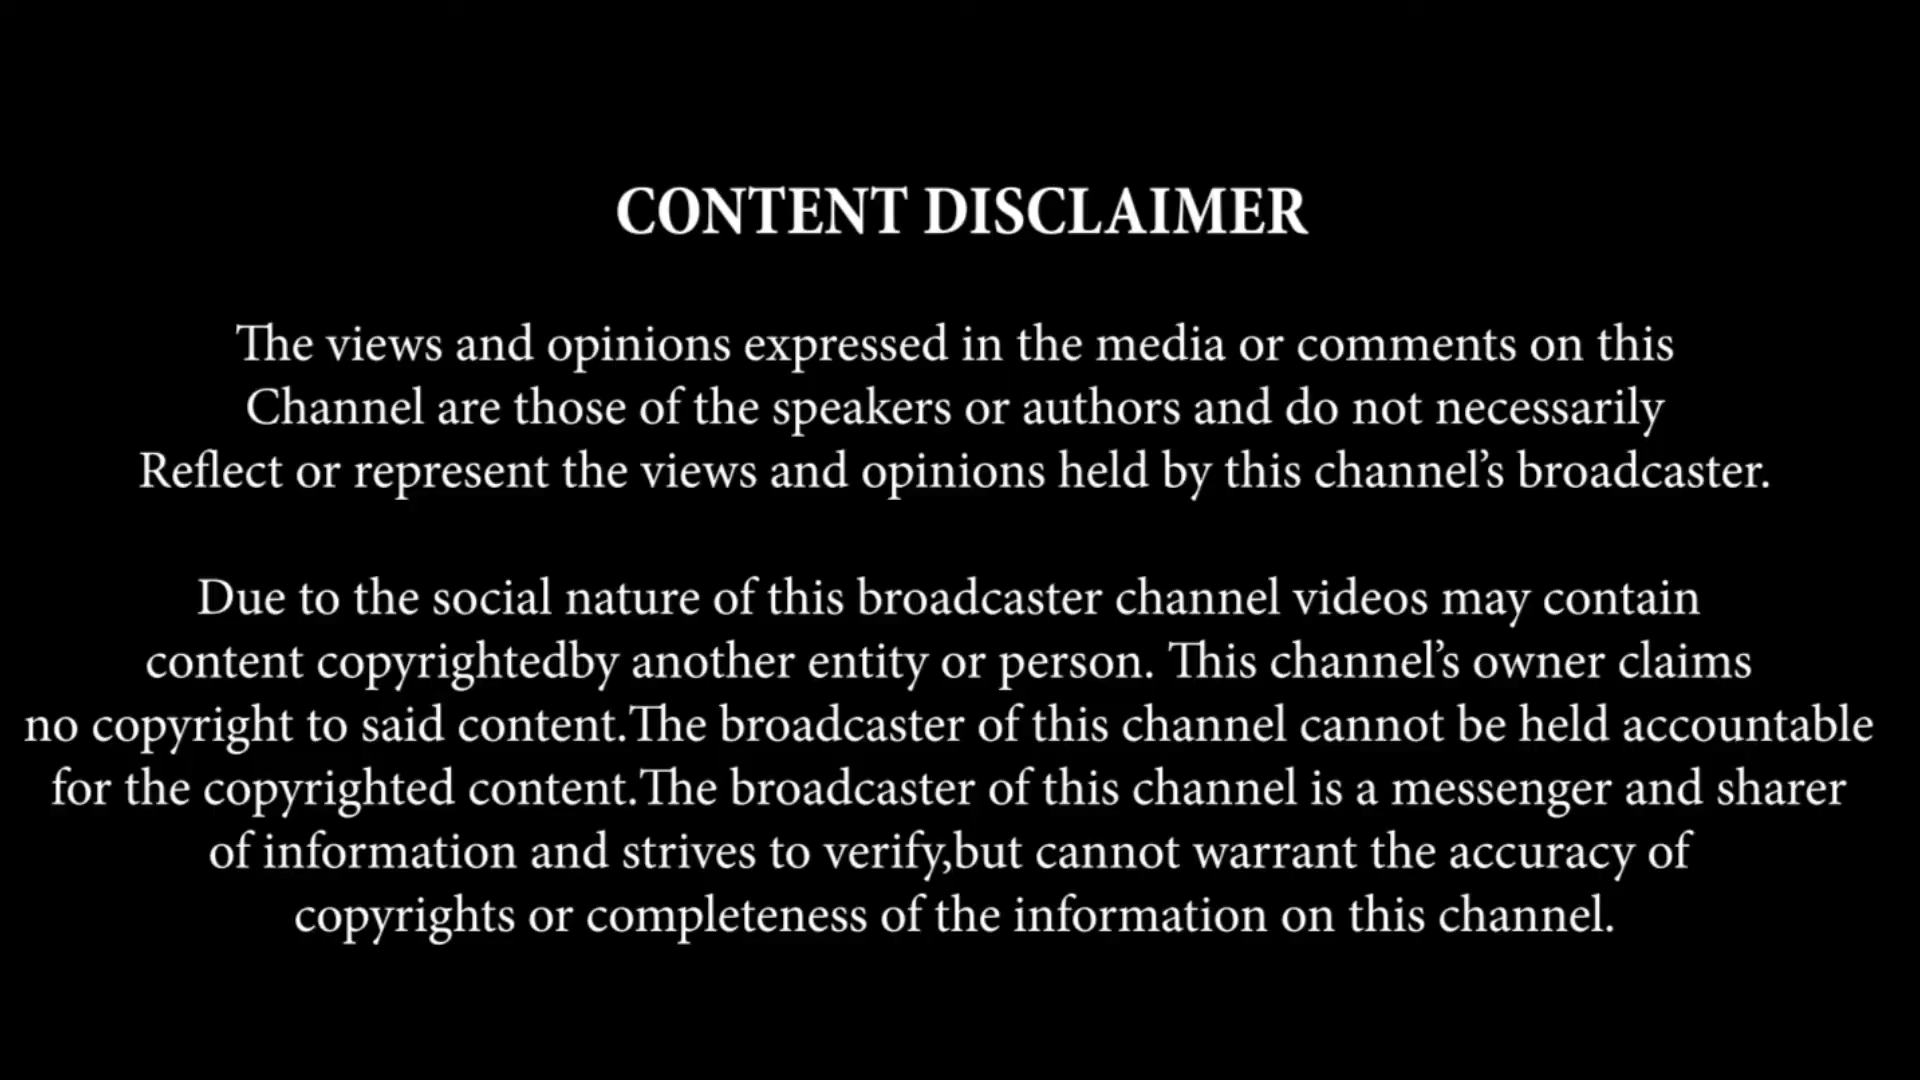 CONTENT DISCLAIMER
The views and opinions expressed in the media or comments on this
Channel are those of the speakers or authors and do not necessarily
Reflect or represent the views and opinions held by this channel’s broadcaster.
Due to the social nature of this broadcaster channel videos may contain
content copyrightedby another entity or person. This channel’s owner claims
no copyright to said content.The broadcaster of this channel cannot be held accountable
for the copyrighted content.The broadcaster of this channel is a messenger and sharer
of information and strives to verify,but cannot warrant the accuracy of
copyrights or completeness of the information on this channel.